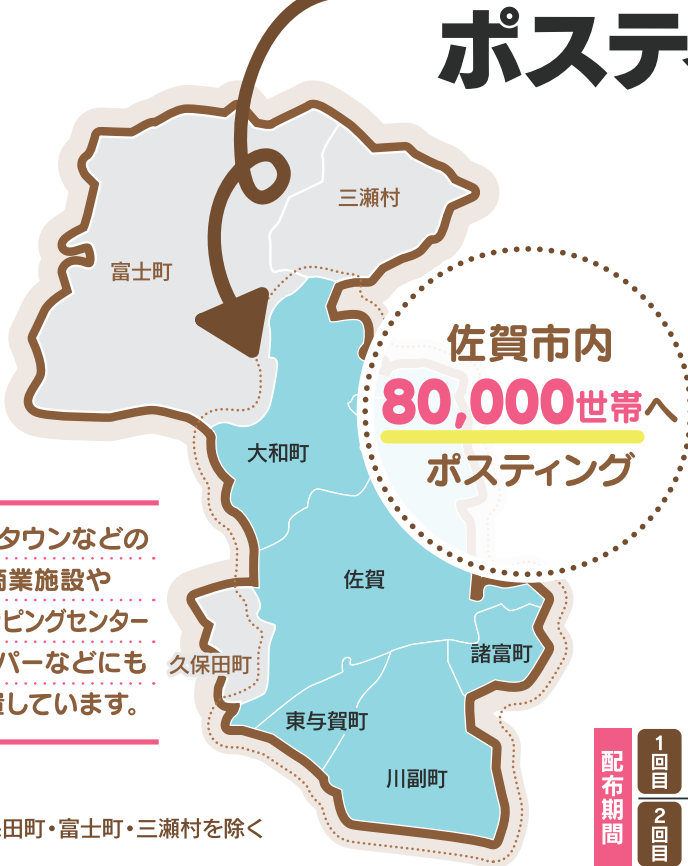 ポステ
三瀬村
富士町
佐賀市内
80,000世帯へ
ポスティング
大和町
タウンなどの
商業施設や
ピングセンター
パーなどにも
置しています。
佐賀
久保田町
諸富町
東与賀町
川副町
配布期間
1回目
2回目
保田町・富士町・三瀬村を除く